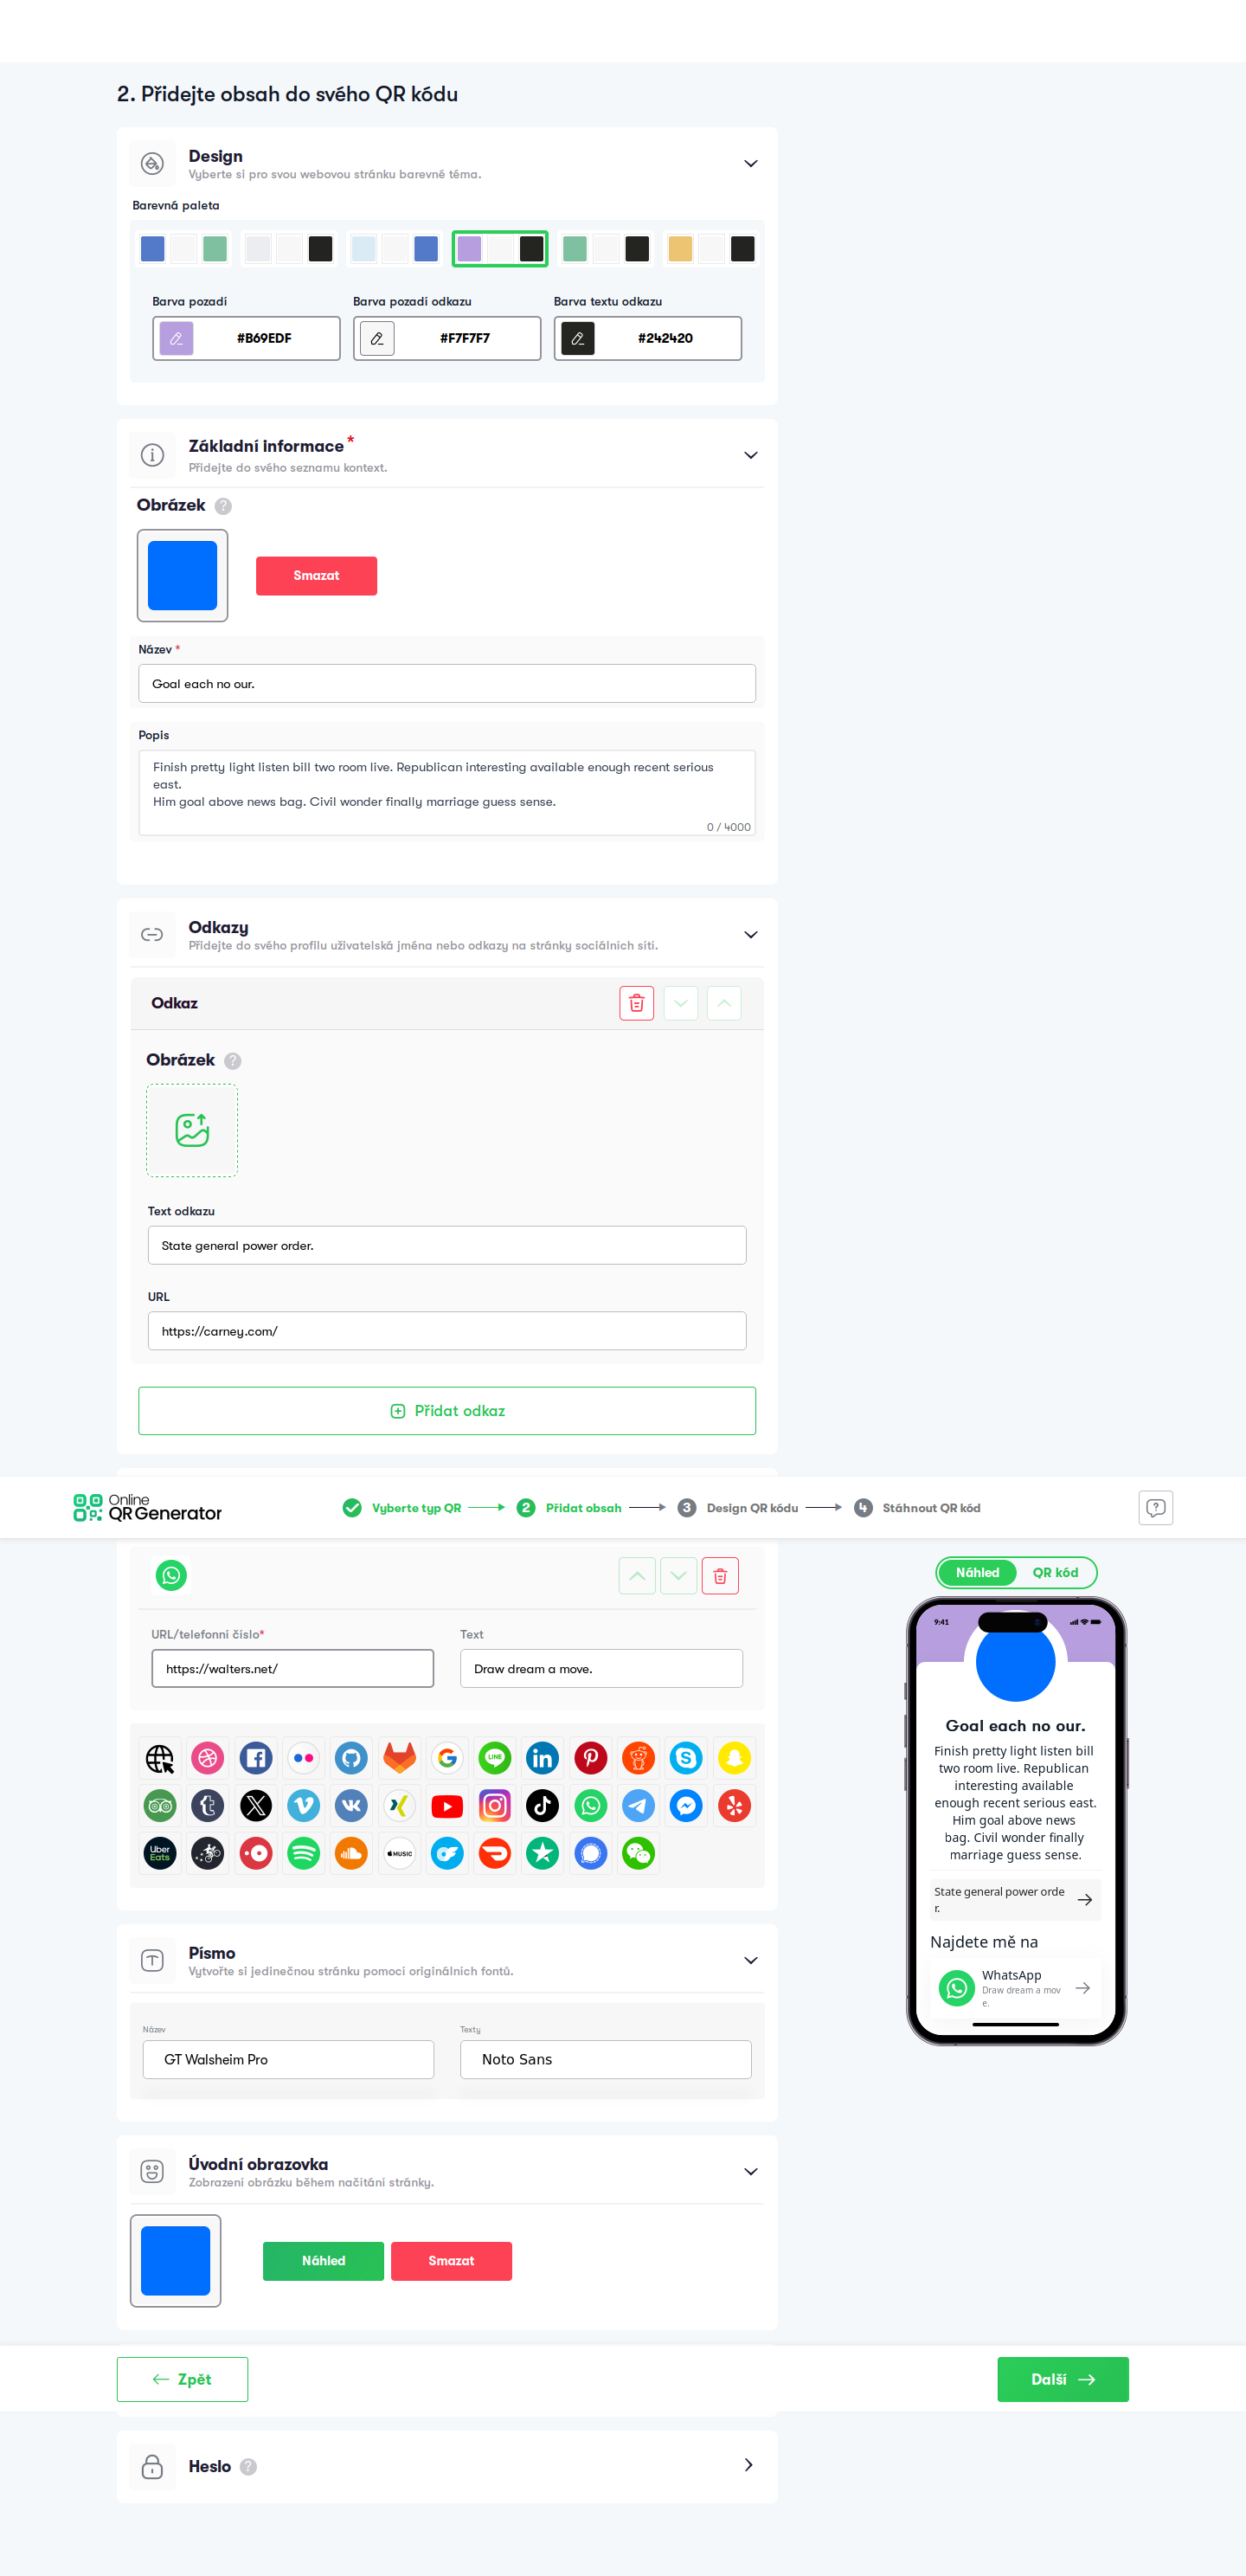 2. Přidejte obsah do svého QR kódu
Design
Vyberte si pro svou webovou stránku barevné téma.
Barevná paleta
Barva pozadí
Barva pozadí odkazu
Barva textu odkazu
#B69EDF
#F7F7F7
#242420
Základní informace*
Přidejte do svého seznamu kontext.
Obrázek ?
Smazat
Název *
Goal each no our.
Popis
Finish pretty light listen bill two room live. Republican interesting available enough recent serious
east.
Him goal above news bag. Civil wonder finally marriage guess sense.
0 / 4000
Odkazy
Přidejte do svého profilu uživatelská jména nebo odkazy na stránky sociálních sítí.
Odkaz
Obrázek ?
Text odkazu
State general power order.
URL
https://carney.com/
Přidat odkaz
Online
QR Generator
Vyberte typ QR
2 Přidat obsah
3 Design QR kódu
4 Stáhnout QR kód
?
URL/telefonní číslo*
Text
https://walters.net/
Draw dream a move.
LINE
Uber
Eats
MUSIC
Písmo
Vytvořte si jedinečnou stránku pomocí originálních fontů.
Název
Texty
GT Walsheim Pro
Noto Sans
Úvodní obrazovka
Zobrazení obrázku během načítání stránky.
Náhled
Smazat
Zpět
Další
Heslo ?
Náhled
QR kód
9:41
Goal each no our.
Finish pretty light listen bill
two room live. Republican
interesting available
enough recent serious east.
Him goal above news
bag. Civil wonder finally
marriage guess sense.
State general power orde
r.
Najdete mě na
WhatsApp
Draw dream a mov
e.